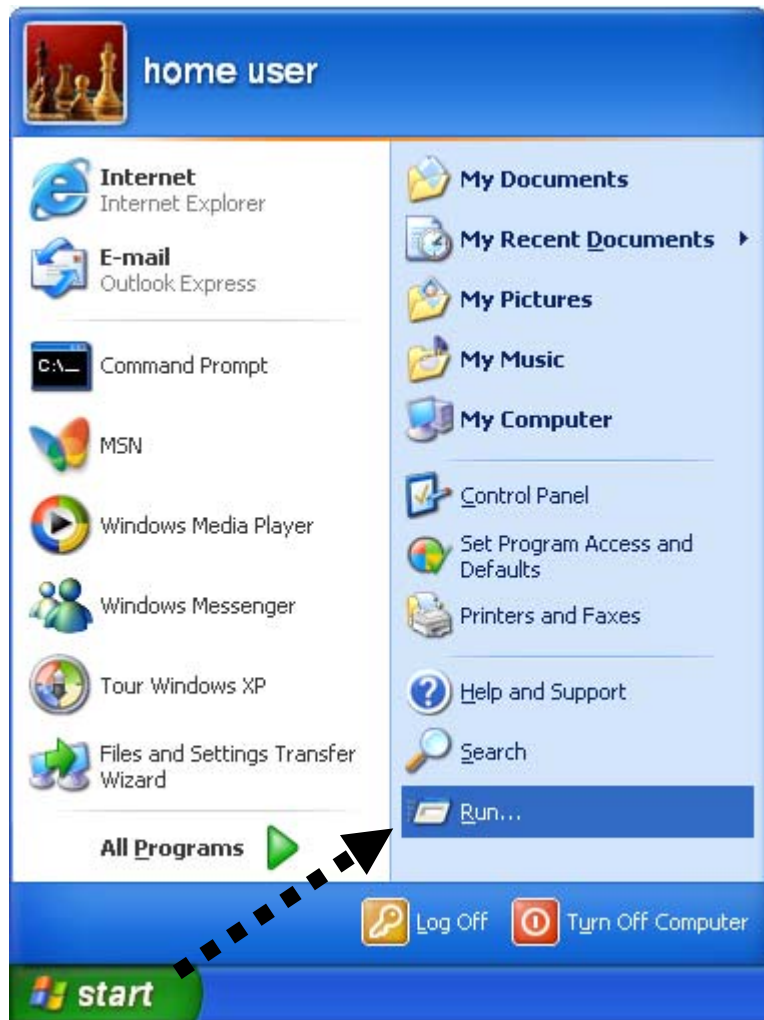 home user
Internet
Internet Explorer
E-mail
Outlook Express
C:\_
Command Prompt
MSN
Windows Media Player
Windows Messenger
Tour Windows XP
Files and Settings Transfer
Wizard
All Programs
My Documents
My Recent Documents
My Pictures
My Music
My Computer
Control Panel
Set Program Access and
Defaults
Printers and Faxes
Help and Support
Search
Run...
Log Off
Turn Off Computer
start